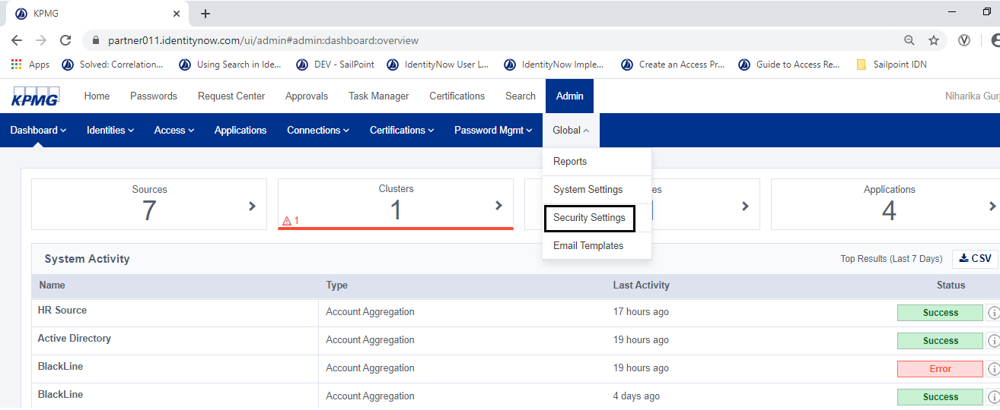 KPMG
partner011.identitynow.com/ui/admin#admin:dashboard:overview
Apps Solved: Correlation... Using Search in Ide... DEV - SailPoint IdentityNow User L... IdentityNow Imple... Create an Access Pr... Guide to Access Re... Sailpoint IDN
KPMG Home Passwords Request Center Approvals Task Manager Certifications Search Admin Niharika Gurj
Dashboard Identities Access Applications Connections Certifications Password Mgmt Global
Reports
System Settings
Security Settings
Email Templates
Sources Clusters es Applications
7 1 4
1
System Activity Top Results (Last 7 Days) CSV
Name Type Last Activity Status
HR Source Account Aggregation 17 hours ago Success
Active Directory Account Aggregation 19 hours ago Success
BlackLine Account Aggregation 19 hours ago Error
BlackLine Account Aggregation 4 days ago Success